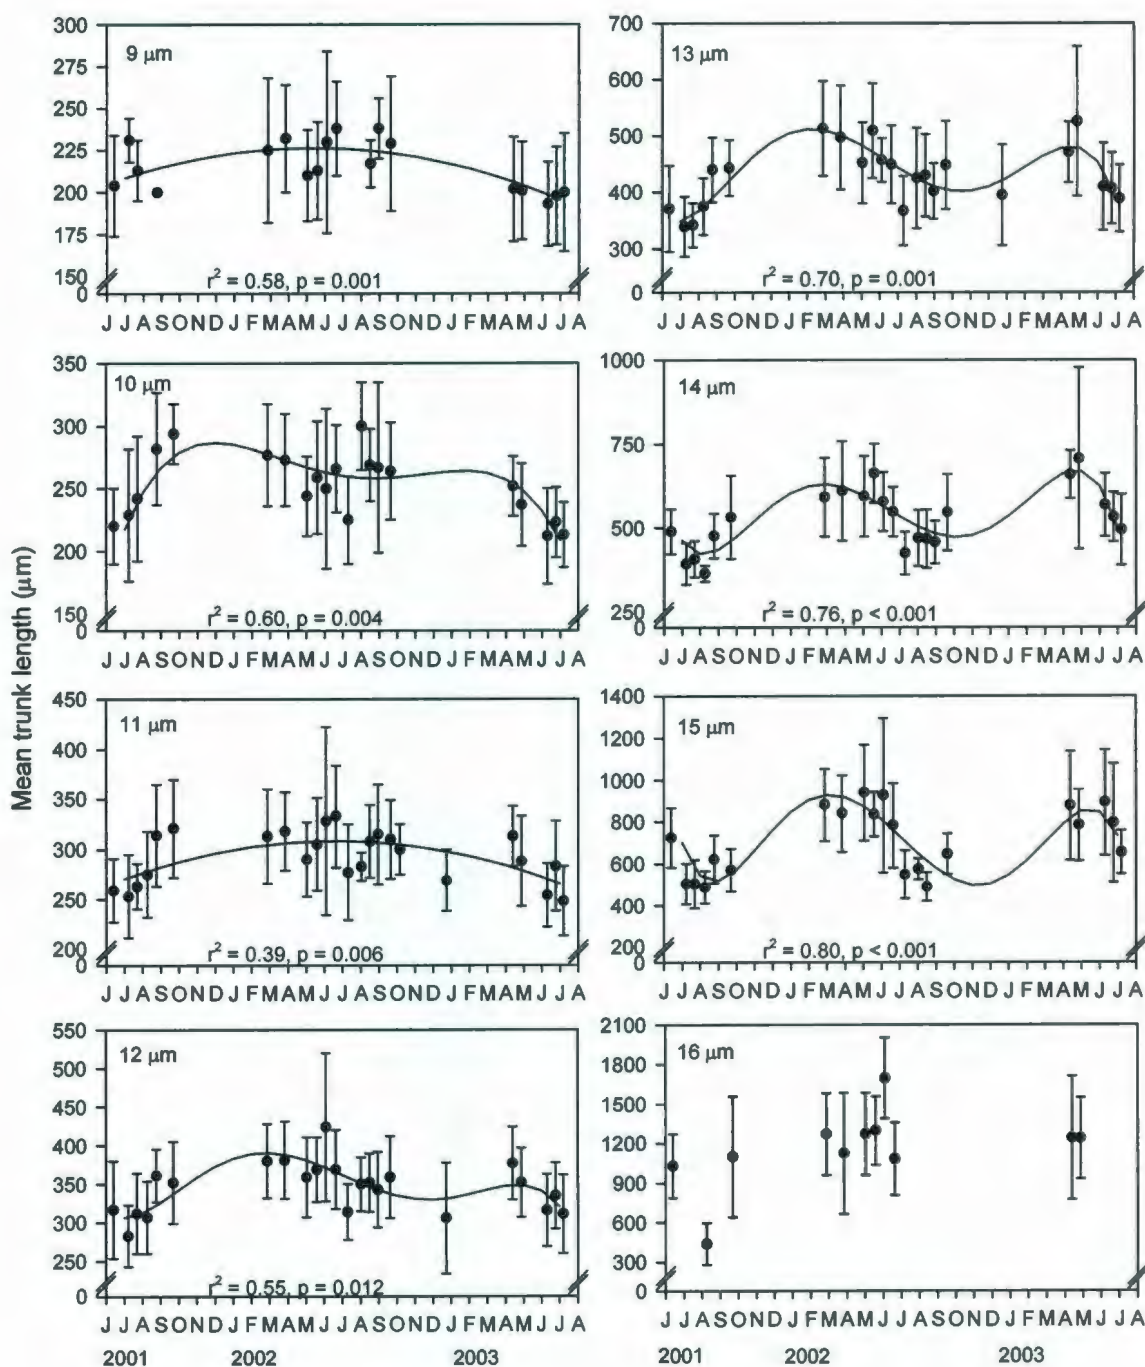 Mean trunk length (μm)
9 μm
300
275
250
225
200
175
150
0
r² = 0.58, p = 0.001
J J A S O N D J F M A M J J A S O N D J F M A M J J A
13 μm
700
600
500
400
300
0
r² = 0.70, p = 0.001
J J A S O N D J F M A M J J A S O N D J F M A M J J A
10 μm
350
300
250
200
150
0
r² = 0.60, p = 0.004
J J A S O N D J F M A M J J A S O N D J F M A M J J A
14 μm
1000
750
500
250
0
r² = 0.76, p < 0.001
J J A S O N D J F M A M J J A S O N D J F M A M J J A
11 μm
450
400
350
300
250
200
0
r² = 0.39, p = 0.006
J J A S O N D J F M A M J J A S O N D J F M A M J J A
15 μm
1400
1200
1000
800
600
400
200
0
r² = 0.80, p < 0.001
J J A S O N D J F M A M J J A S O N D J F M A M J J A
12 μm
550
500
450
400
350
300
250
0
r² = 0.55, p = 0.012
J J A S O N D J F M A M J J A S O N D J F M A M J J A
2001 2002 2003
16 μm
2100
1800
1500
1200
900
600
300
0
J J A S O N D J F M A M J J A S O N D J F M A M J J A
2001 2002 2003